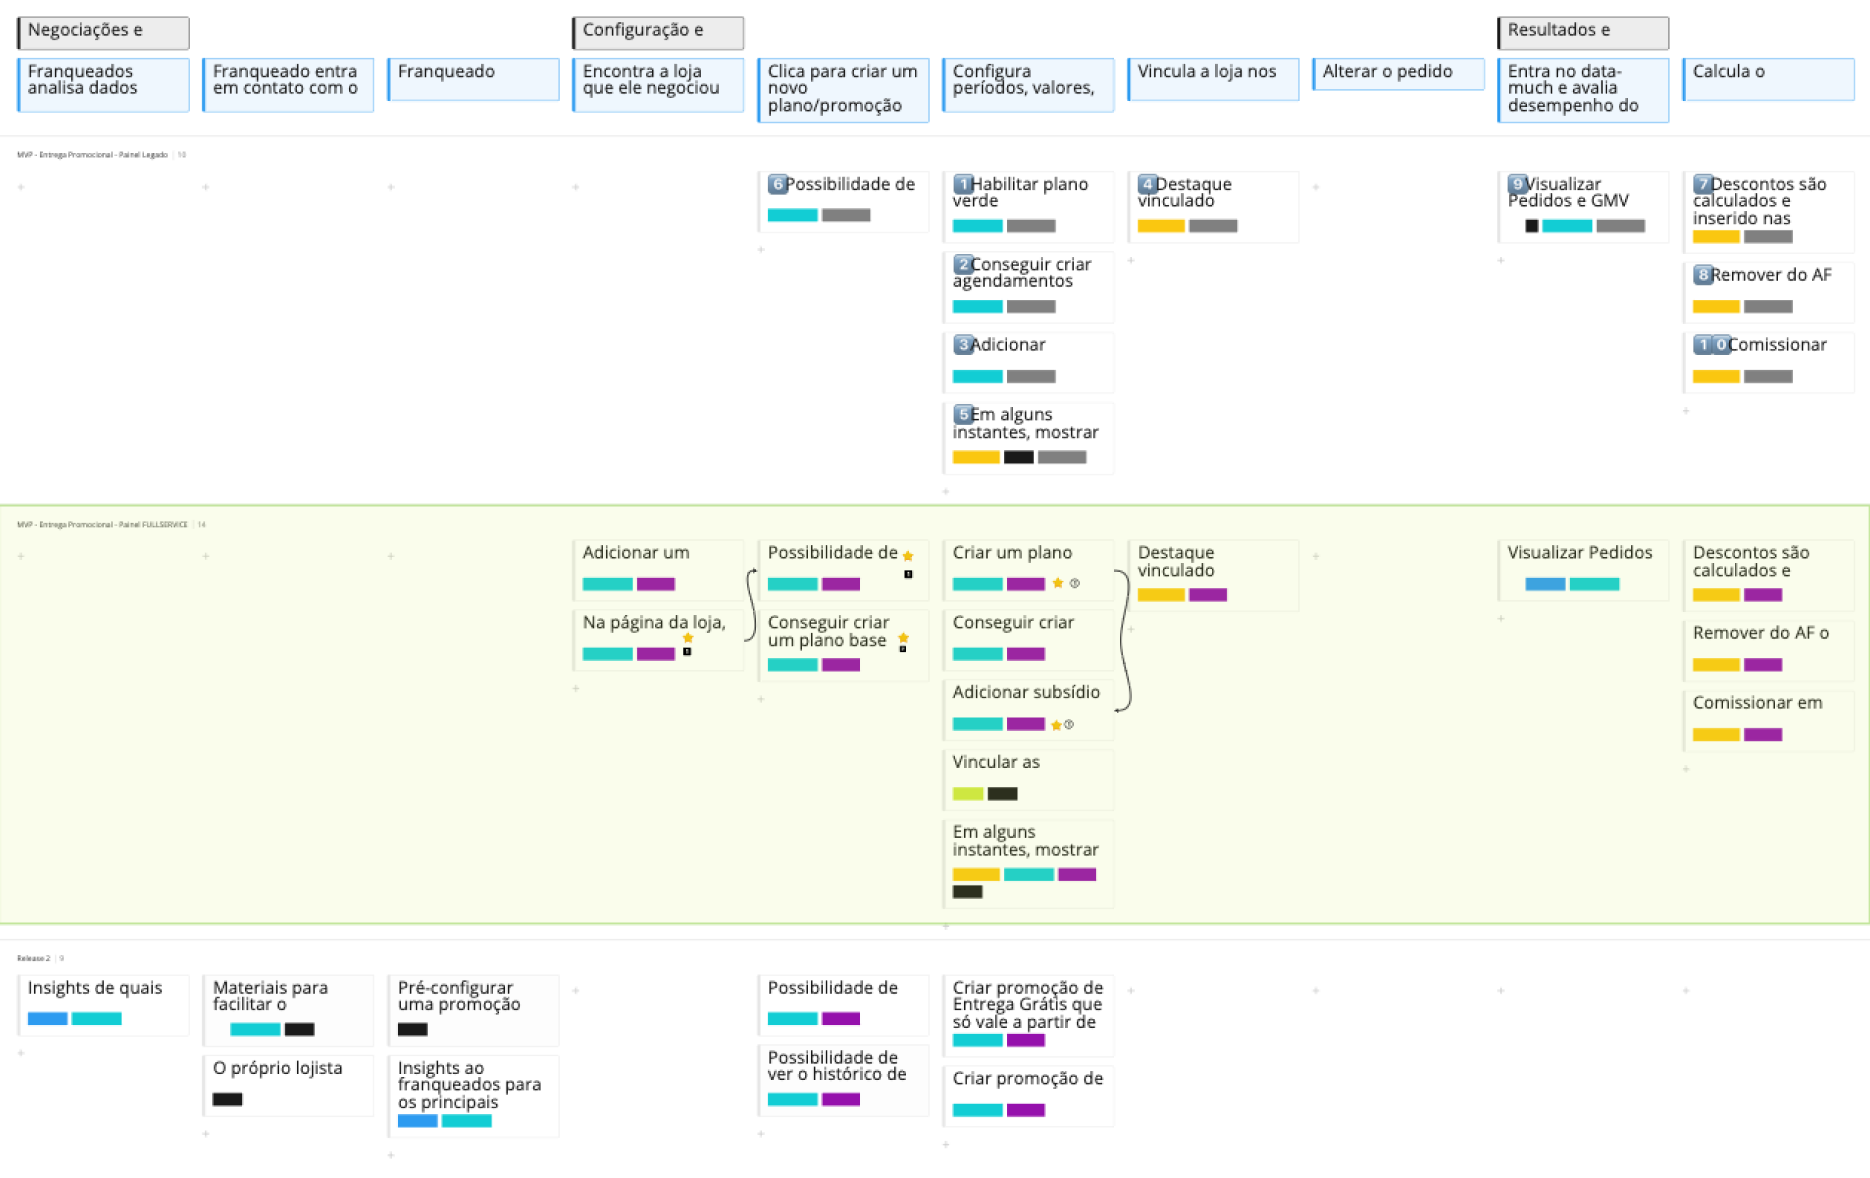 Negociações e
Configuração e
Resultados e
Franqueados
analisa dados
Franqueado entra
em contato com o
Franqueado
Encontra a loja
que ele negociou
Clica para criar um
novo
plano/promoção
Configura
períodos, valores,
Vincula a loja nos
Alterar o pedido
Entra no data-
much e avalia
desempenho do
Calcula o
MVP - Entrega Promocional - Painel Legado | 10
6 Possibilidade de
1 Habilitar plano
verde
2 Conseguir criar
agendamentos
3 Adicionar
5 Em alguns
instantes, mostrar
4 Destaque
vinculado
9 Visualizar
Pedidos e GMV
7 Descontos são
calculados e
inserido nas
8 Remover do AF
10 Comissionar
MVP - Entrega Promocional - Painel FULLSERVICE | 14
Adicionar um
Na página da loja,
Possibilidade de
Conseguir criar
um plano base
Criar um plano
Conseguir criar
Adicionar subsídio
Vincular as
Em alguns
instantes, mostrar
Destaque
vinculado
Visualizar Pedidos
Descontos são
calculados e
Remover do AF o
Comissionar em
Release 2 | 9
Insights de quais
Materiais para
facilitar o
O próprio lojista
Pré-configurar
uma promoção
Insights ao
franqueados para
os principais
Possibilidade de
Possibilidade de
ver o histórico de
Criar promoção de
Entrega Grátis que
só vale a partir de
Criar promoção de